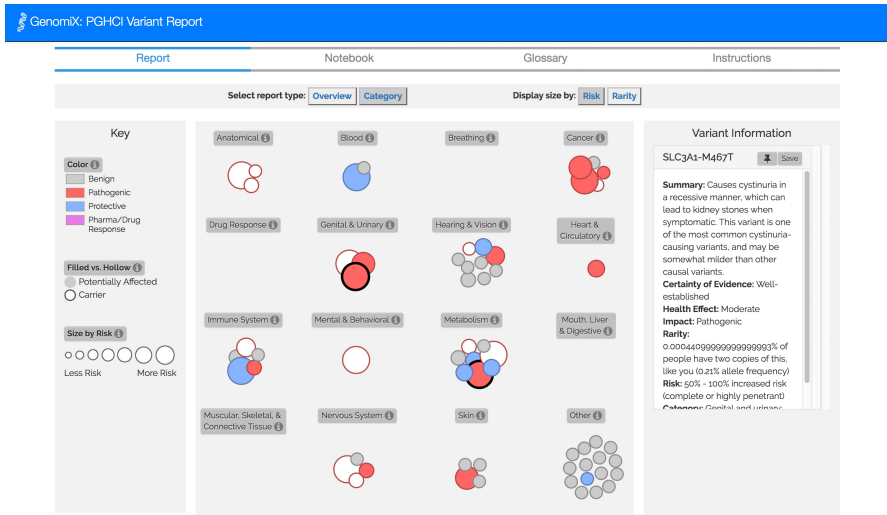 GenomiX: PGHCI Variant Report
Report
Notebook
Glossary
Instructions
Select report type: Overview Category
Display size by: Risk Rarity
Key
Color
Benign
Pathogenic
Protective
Pharma/Drug
Response
Filled vs. Hollow
Potentially Affected
Carrier
Size by Risk
Less Risk
More Risk
Anatomical
Blood
Breathing
Cancer
Drug Response
Genital & Urinary
Hearing & Vision
Heart &
Circulatory
Immune System
Mental & Behavioral
Metabolism
Mouth, Liver
& Digestive
Muscular, Skeletal, &
Connective Tissue
Nervous System
Skin
Other
Variant Information
SLC3A1-M467T
Save
Summary: Causes cystinuria in
a recessive manner, which can
lead to kidney stones when
symptomatic. This variant is one
of the most common cystinuria-
causing variants, and may be
somewhat milder than other
causal variants.
Certainty of Evidence: Well-
established
Health Effect: Moderate
Impact: Pathogenic
Rarity:
0.00044099999999999993% of
people have two copies of this,
like you (0.21% allele frequency)
Risk: 50% - 100% increased risk
(complete or highly penetrant)
Category: Genital and urinary